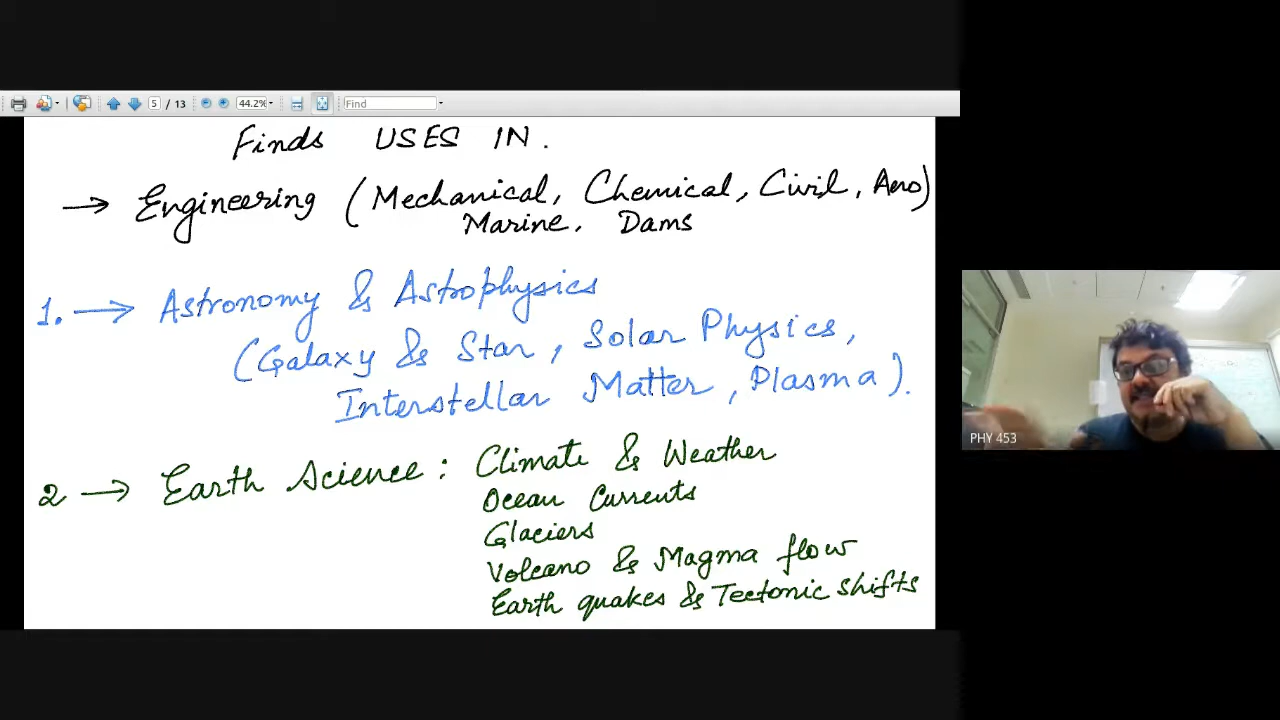 5 / 13 44.2% Find
Finds USES IN.
→ Engineering (Mechanical, Chemical, Civil, Aero)
Marine, Dams
1. → Astronomy & Astrophysics
(Galaxy & Star, Solar Physics,
Interstellar Matter, Plasma).
PHY 453
2 → Earth Science: Climate & Weather
Ocean Currents
Glaciers
Volcano & Magma flow
Earth quakes & Tectonic shifts